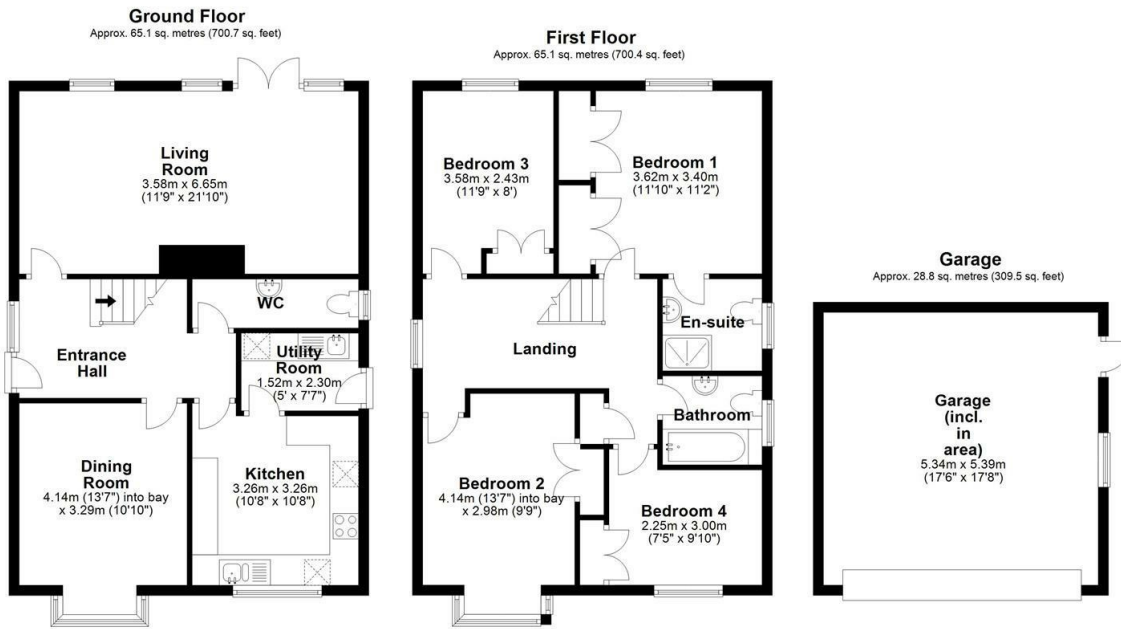 Ground Floor
Approx. 65.1 sq. metres (700.7 sq. feet)
Living
Room
3.58m x 6.65m
(11'9" x 21'10")
WC
Entrance
Hall
Utility
Room
1.52m x 2.30m
(5' x 7'7")
Dining
Room
4.14m (13'7") into bay
x 3.29m (10'10")
Kitchen
3.26m x 3.26m
(10'8" x 10'8")
First Floor
Approx. 65.1 sq. metres (700.4 sq. feet)
Bedroom 3
3.58m x 2.43m
(11'9" x 8')
Bedroom 1
3.62m x 3.40m
(11'10" x 11'2")
En-suite
Landing
Bathroom
Bedroom 2
4.14m (13'7") into bay
x 2.98m (9'9")
Bedroom 4
2.25m x 3.00m
(7'5" x 9'10")
Garage
Approx. 28.8 sq. metres (309.5 sq. feet)
Garage
(incl.
in
area)
5.34m x 5.39m
(17'6" x 17'8")